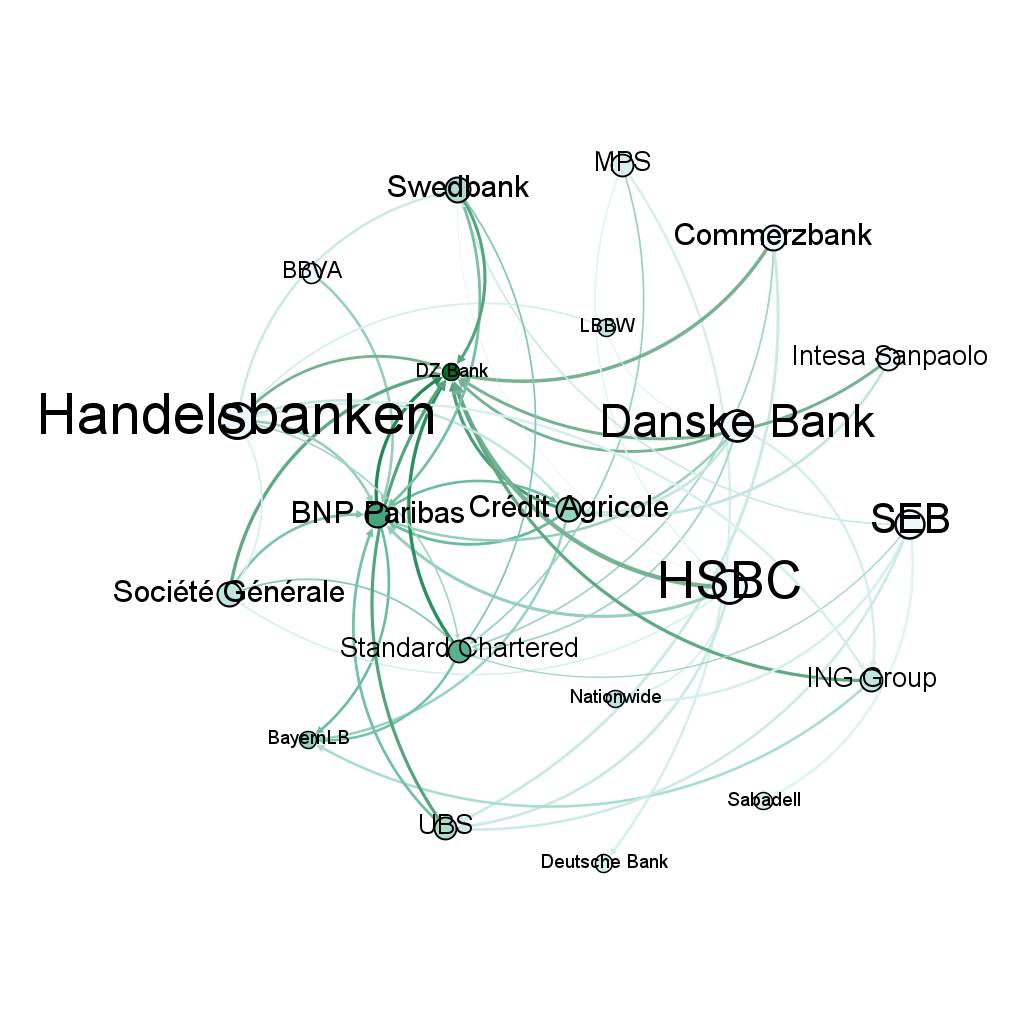 MPS
Swedbank
Commerzbank
BBVA
LBBW
Intesa Sanpaolo
DZ Bank
Handelsbanken
Danske Bank
BNP Paribas
Crédit Agricole
SEB
HSBC
Société Générale
Standard Chartered
ING Group
Nationwide
BayernLB
Sabadell
UBS
Deutsche Bank